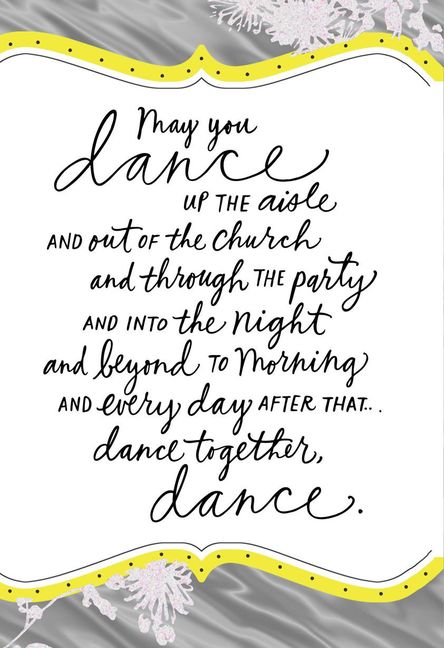 May you
dance
UP THE aisle
AND out OF the church
and through THE party
AND INTO the Night
and beyond TO Morning
AND every day AFTER THAT...
dance together,
dance.